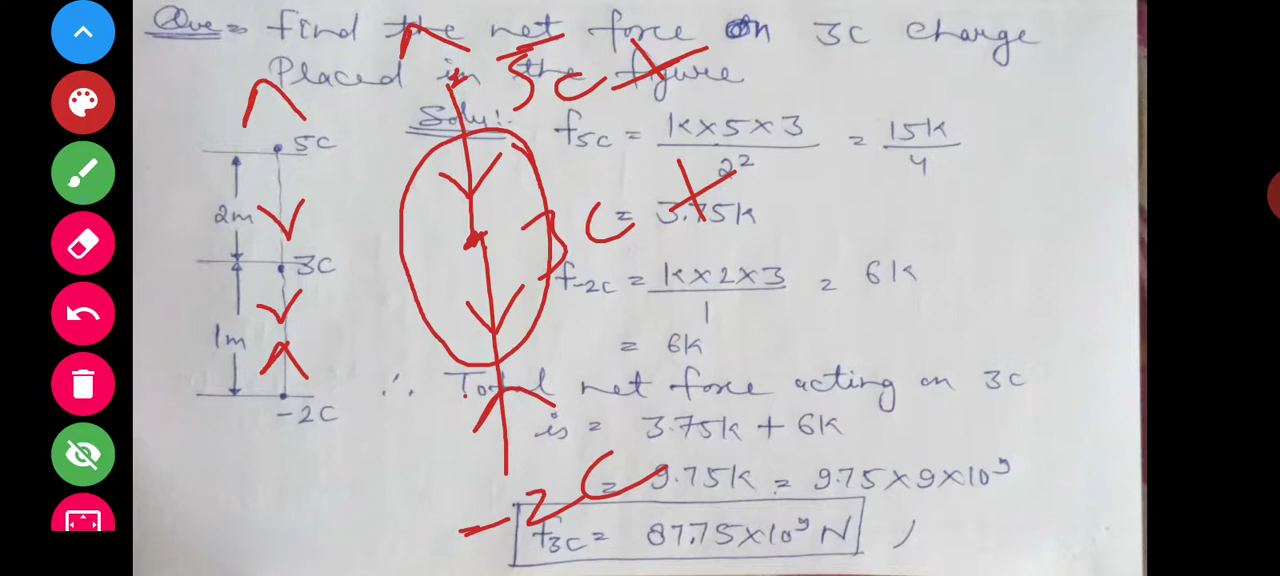 Que = Find the net force on 3C charge
Placed in the figure
Soln:-
5C
2m
3C
1m
-2C
F5C = K×5×3 / 2² = 15K / 4
= 3.75K
F-2C = K×2×3 / 1 = 6K
= 6K
∴ Total net force acting on 3C
is = 3.75K + 6K
= 9.75K = 9.75×9×10⁹
F3C = 87.75×10⁹ N
5C
3C
-2C